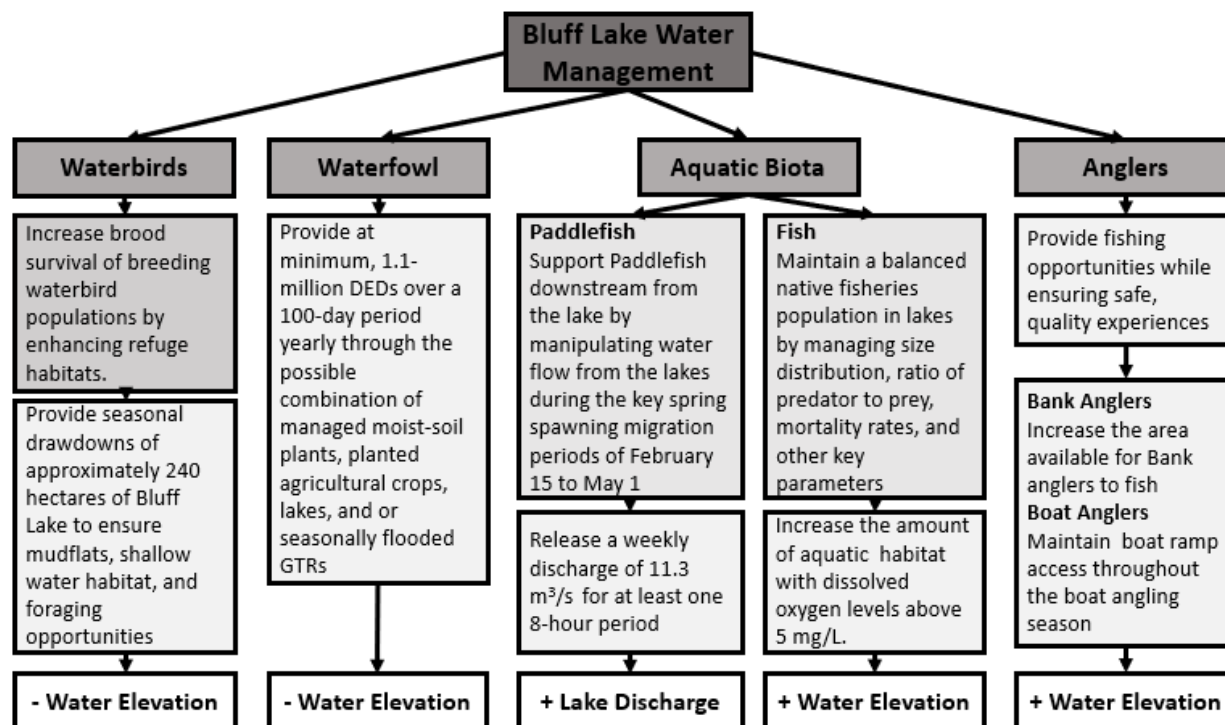 Bluff Lake Water
Management
Waterbirds
Increase brood
survival of breeding
waterbird
populations by
enhancing refuge
habitats.
Provide seasonal
drawdowns of
approximately 240
hectares of Bluff
Lake to ensure
mudflats, shallow
water habitat, and
foraging
opportunities
- Water Elevation
Waterfowl
Provide at
minimum, 1.1-
million DEDs over a
100-day period
yearly through the
possible
combination of
managed moist-soil
plants, planted
agricultural crops,
lakes, and or
seasonally flooded
GTRs
- Water Elevation
Aquatic Biota
Paddlefish
Support Paddlefish
downstream from
the lake by
manipulating water
flow from the lakes
during the key spring
spawning migration
periods of February
15 to May 1
Release a weekly
discharge of 11.3
m³/s for at least one
8-hour period
+ Lake Discharge
Fish
Maintain a balanced
native fisheries
population in lakes
by managing size
distribution, ratio of
predator to prey,
mortality rates, and
other key
parameters
Increase the amount
of aquatic habitat
with dissolved
oxygen levels above
5 mg/L.
+ Water Elevation
Anglers
Provide fishing
opportunities while
ensuring safe,
quality experiences
Bank Anglers
Increase the area
available for Bank
anglers to fish
Boat Anglers
Maintain boat ramp
access throughout
the boat angling
season
+ Water Elevation